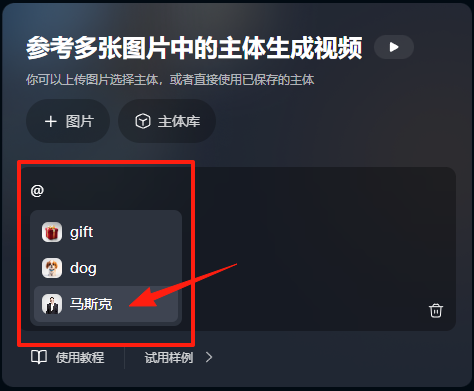 参考多张图片中的主体生成视频
你可以上传图片选择主体，或者直接使用已保存的主体
+ 图片 主体库
@
gift
dog
马斯克
使用教程 试用样例 >